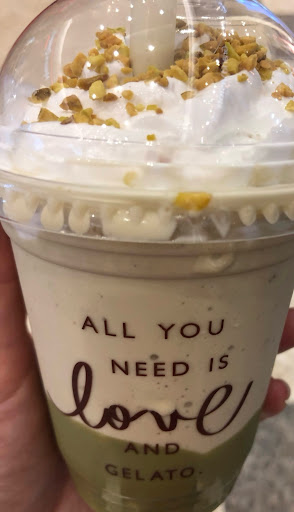 ALL YOU
NEED IS
love
AND
GELATO.